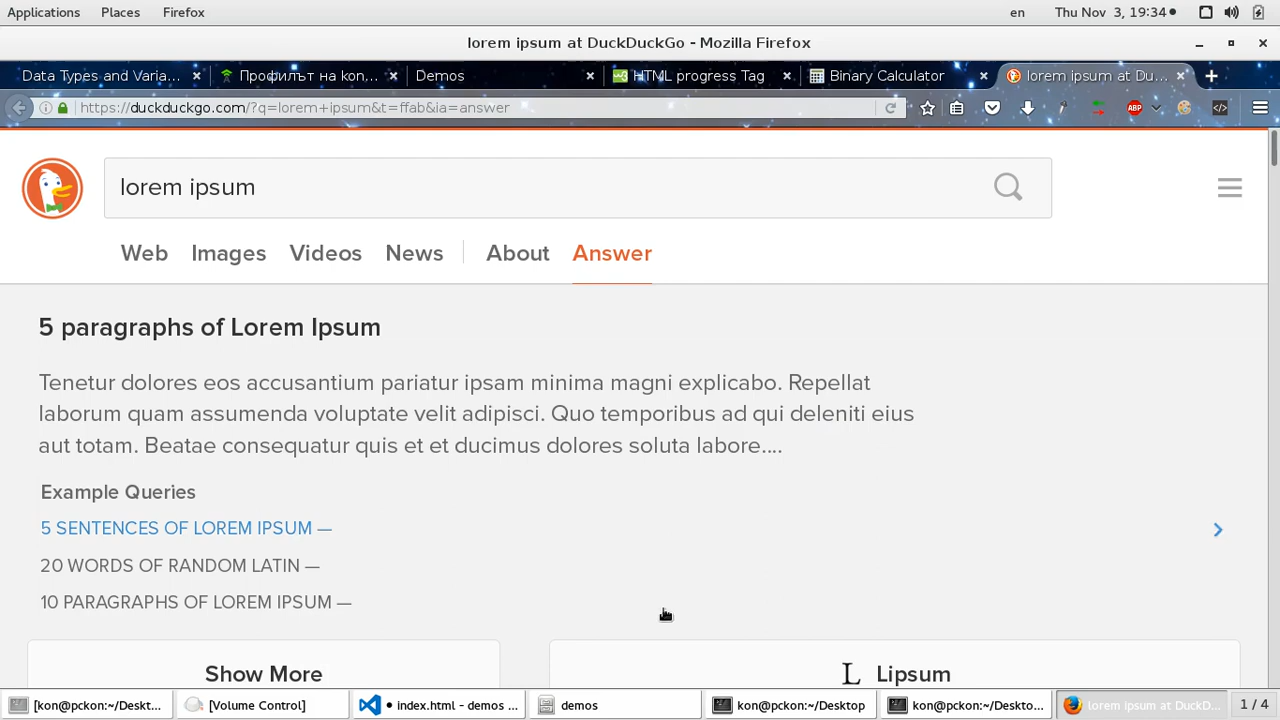 Applications Places Firefox en Thu Nov 3, 19:34
lorem ipsum at DuckDuckGo - Mozilla Firefox
Data Types and Varia... Профилът на kon... Demos HTML progress Tag Binary Calculator lorem ipsum at Du...
https://duckduckgo.com/?q=lorem+ipsum&t=ffab&ia=answer ABP
lorem ipsum
Web Images Videos News About Answer
5 paragraphs of Lorem Ipsum
Tenetur dolores eos accusantium pariatur ipsam minima magni explicabo. Repellat
laborum quam assumenda voluptate velit adipisci. Quo temporibus ad qui deleniti eius
aut totam. Beatae consequatur quis et et ducimus dolores soluta labore....
Example Queries
5 SENTENCES OF LOREM IPSUM —
20 WORDS OF RANDOM LATIN —
10 PARAGRAPHS OF LOREM IPSUM —
Show More L Lipsum
[kon@pckon:~/Deskt... [Volume Control] • index.html - demos ... demos kon@pckon:~/Desktop kon@pckon:~/Deskto... lorem ipsum at DuckD... 1 / 4